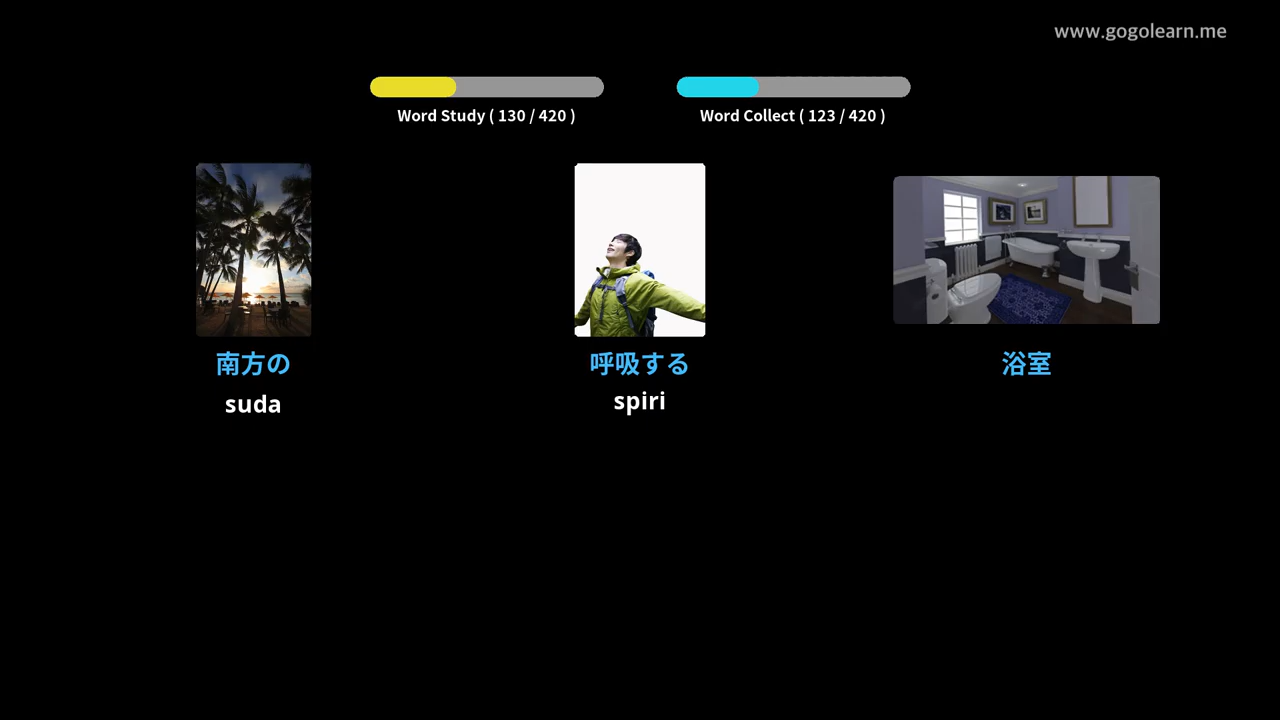 www.gogolearn.me
Word Study ( 130 / 420 )
Word Collect ( 123 / 420 )
南方の
呼吸する
浴室
suda
spiri